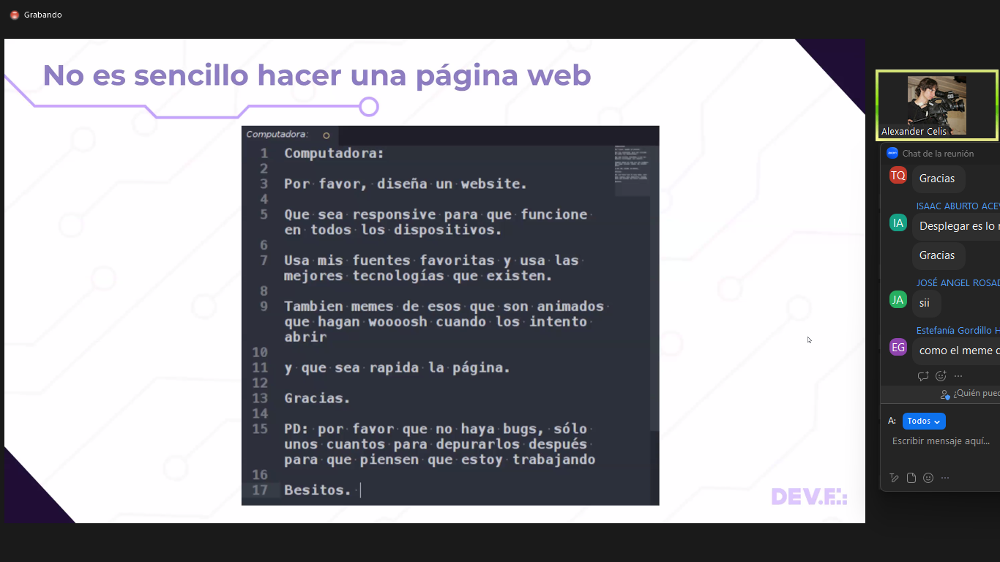 Grabando
No es sencillo hacer una página web
Computadora:
1 Computadora:
2
3 Por favor, diseña un website.
4
5 Que sea responsive para que funcione
en todos los dispositivos.
6
7 Usa mis fuentes favoritas y usa las
mejores tecnologías que existen.
8
9 Tambien memes de esos que son animados
que hagan woooosh cuando los intento
abrir
10
11 y que sea rapida la página.
12
13 Gracias.
14
15 PD: por favor que no haya bugs, sólo
unos cuantos para depurarlos después
para que piensen que estoy trabajando
16
17 Besitos.
DEV.F.:
Alexander Celis
Chat de la reunión
TQ Gracias
ISAAC ABURTO
IA Desplegar es lo
Gracias
JOSÉ ANGEL
JA sii
Estefanía Gordillo
EG como el meme
¿Quién
A: Todos
Escribir mensaje aquí...